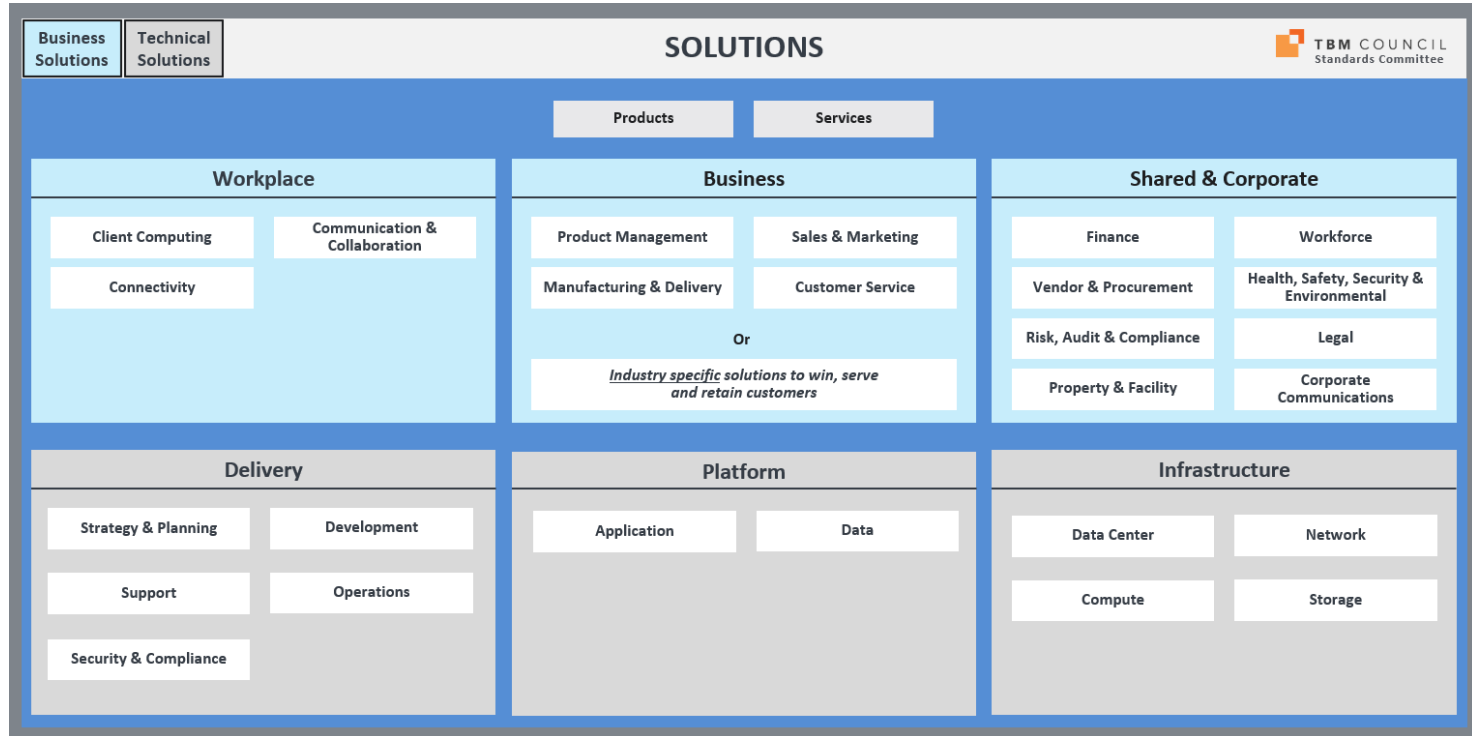 Business
Solutions
Technical
Solutions
SOLUTIONS
TBM COUNCIL
Standards Committee
Products
Services
Workplace
Client Computing
Communication &
Collaboration
Connectivity
Business
Product Management
Sales & Marketing
Manufacturing & Delivery
Customer Service
Or
Industry specific solutions to win, serve
and retain customers
Shared & Corporate
Finance
Workforce
Vendor & Procurement
Health, Safety, Security &
Environmental
Risk, Audit & Compliance
Legal
Property & Facility
Corporate
Communications
Delivery
Strategy & Planning
Development
Support
Operations
Security & Compliance
Platform
Application
Data
Infrastructure
Data Center
Network
Compute
Storage